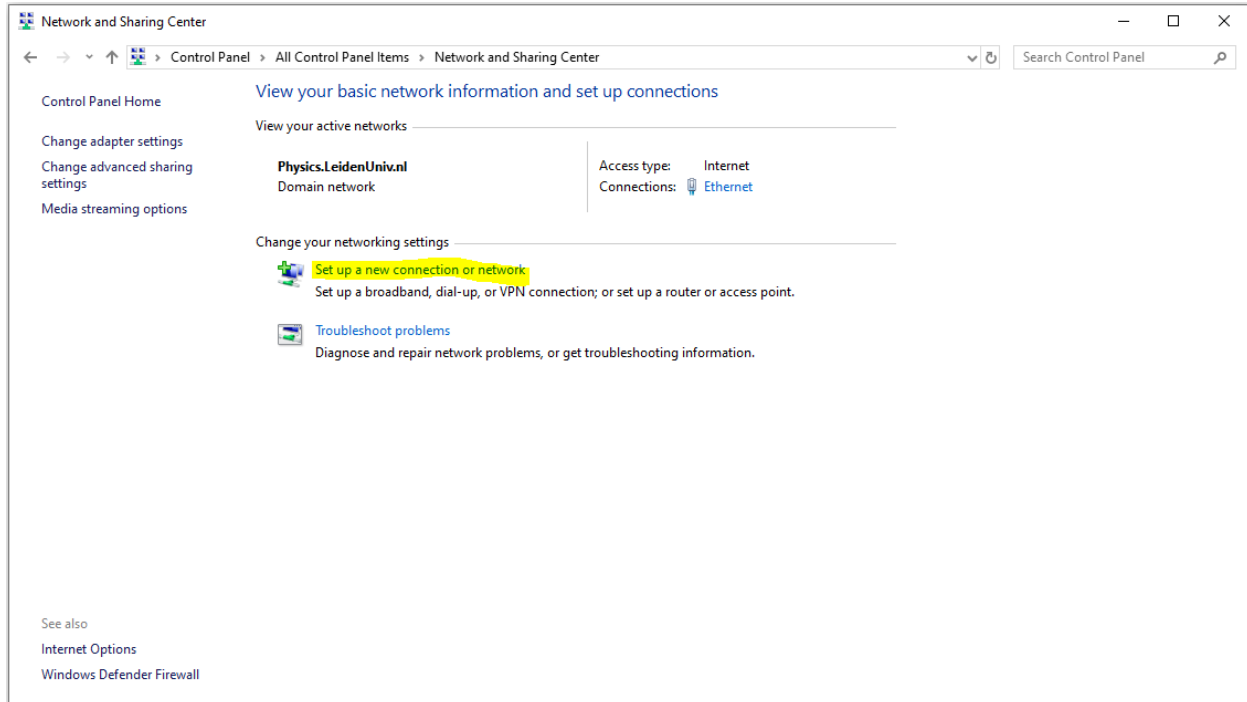 Network and Sharing Center
Control Panel > All Control Panel Items > Network and Sharing Center
Search Control Panel
Control Panel Home
Change adapter settings
Change advanced sharing
settings
Media streaming options
View your basic network information and set up connections
View your active networks
Physics.LeidenUniv.nl
Domain network
Access type: Internet
Connections: Ethernet
Change your networking settings
Set up a new connection or network
Set up a broadband, dial-up, or VPN connection; or set up a router or access point.
Troubleshoot problems
Diagnose and repair network problems, or get troubleshooting information.
See also
Internet Options
Windows Defender Firewall